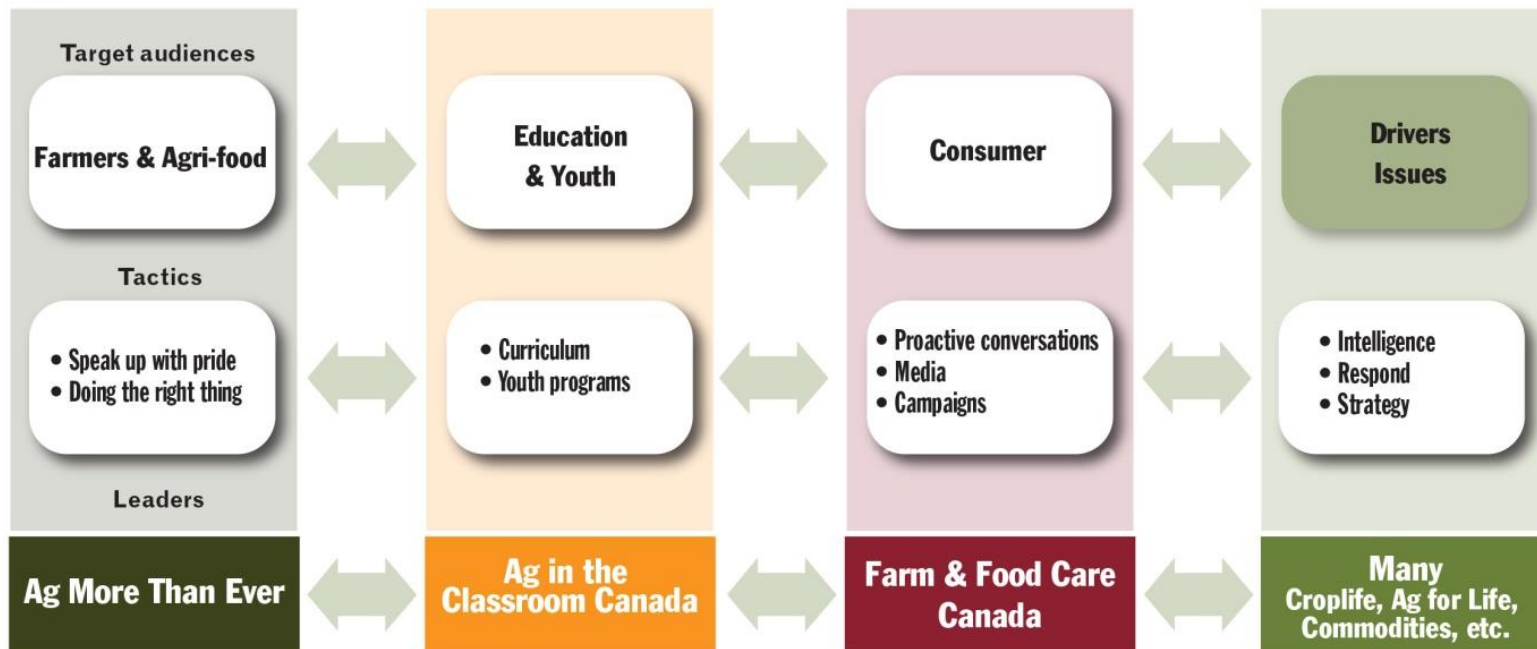 Target audiences
Farmers & Agri-food
Education
& Youth
Consumer
Drivers
Issues
Tactics
• Speak up with pride
• Doing the right thing
• Curriculum
• Youth programs
• Proactive conversations
• Media
• Campaigns
• Intelligence
• Respond
• Strategy
Leaders
Ag More Than Ever
Ag in the
Classroom Canada
Farm & Food Care
Canada
Many
Croplife, Ag for Life,
Commodities, etc.